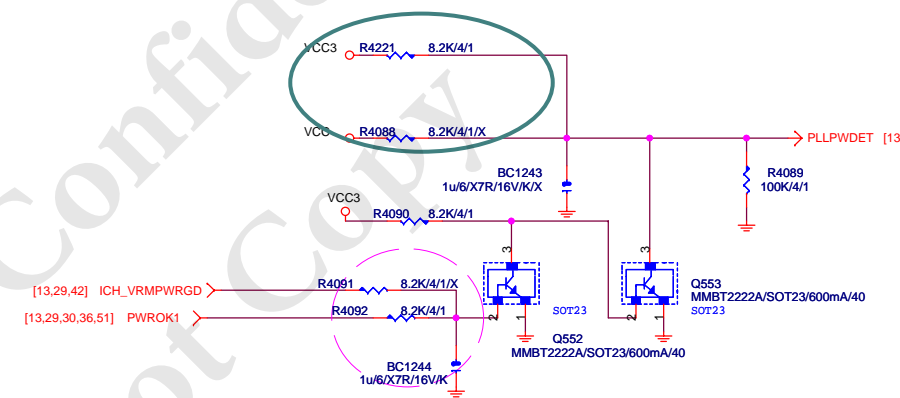 Confide
Not Copy
VCC3 R4221 8.2K/4/1
VCC R4088 8.2K/4/1/X
PLLPWDET [13
BC1243
1u/6/X7R/16V/K/X
R4089
100K/4/1
VCC3
R4090 8.2K/4/1
3
3
[13,29,42] ICH_VRMPWRGD
R4091 8.2K/4/1/X
[13,29,30,36,51] PWROK1
R4092 8.2K/4/1
2
1
SOT23
2
1
Q553
MMBT2222A/SOT23/600mA/40
SOT23
Q552
MMBT2222A/SOT23/600mA/40
BC1244
1u/6/X7R/16V/K